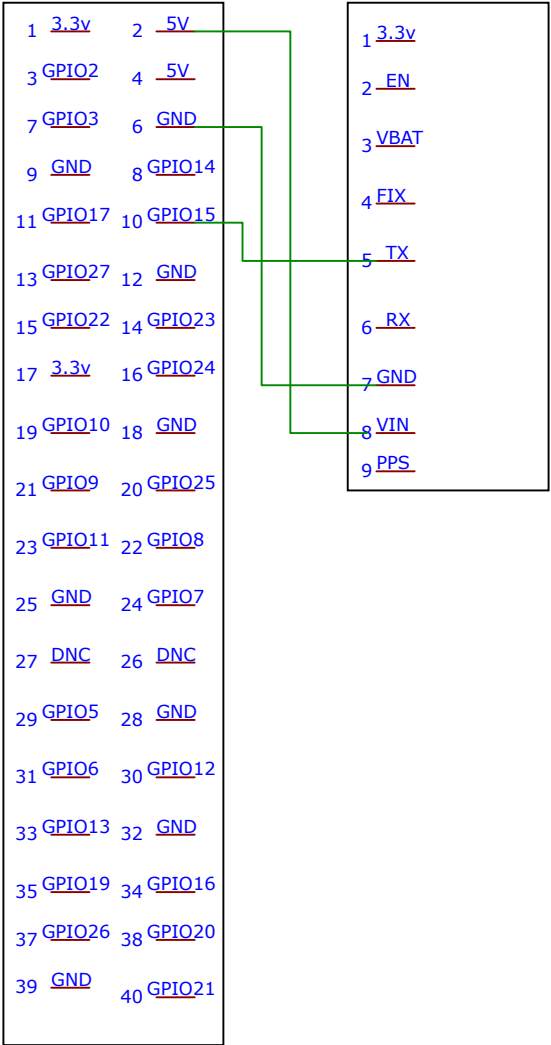 1 3.3v 2 5V
3 GPIO2 4 5V
7 GPIO3 6 GND
9 GND 8 GPIO14
11 GPIO17 10 GPIO15
13 GPIO27 12 GND
15 GPIO22 14 GPIO23
17 3.3v 16 GPIO24
19 GPIO10 18 GND
21 GPIO9 20 GPIO25
23 GPIO11 22 GPIO8
25 GND 24 GPIO7
27 DNC 26 DNC
29 GPIO5 28 GND
31 GPIO6 30 GPIO12
33 GPIO13 32 GND
35 GPIO19 34 GPIO16
37 GPIO26 38 GPIO20
39 GND 40 GPIO21
1 3.3v
2 EN
3 VBAT
4 FIX
5 TX
6 RX
7 GND
8 VIN
9 PPS